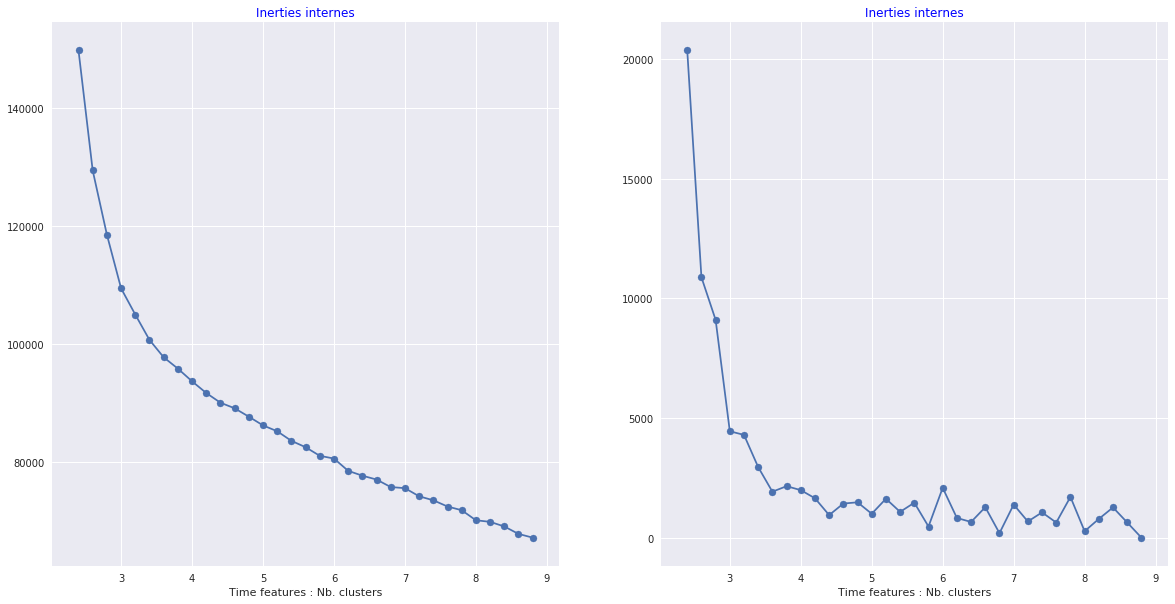 Inerties internes
140000
120000
100000
80000
3 4 5 6 7 8 9
Time features : Nb. clusters
Inerties internes
20000
15000
10000
5000
0
3 4 5 6 7 8 9
Time features : Nb. clusters